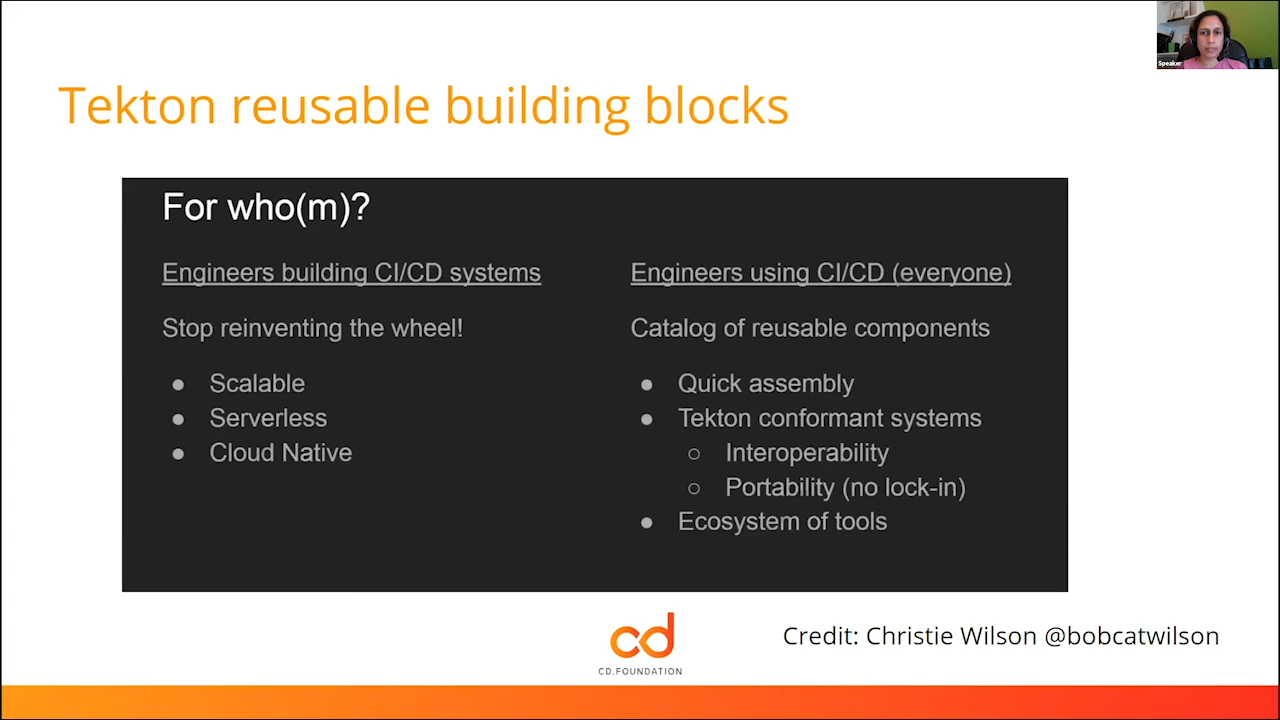 Speaker
Tekton reusable building blocks
For who(m)?
Engineers building CI/CD systems
Stop reinventing the wheel!
● Scalable
● Serverless
● Cloud Native
Engineers using CI/CD (everyone)
Catalog of reusable components
● Quick assembly
● Tekton conformant systems
○ Interoperability
○ Portability (no lock-in)
● Ecosystem of tools
cd
CD.FOUNDATION
Credit: Christie Wilson @bobcatwilson